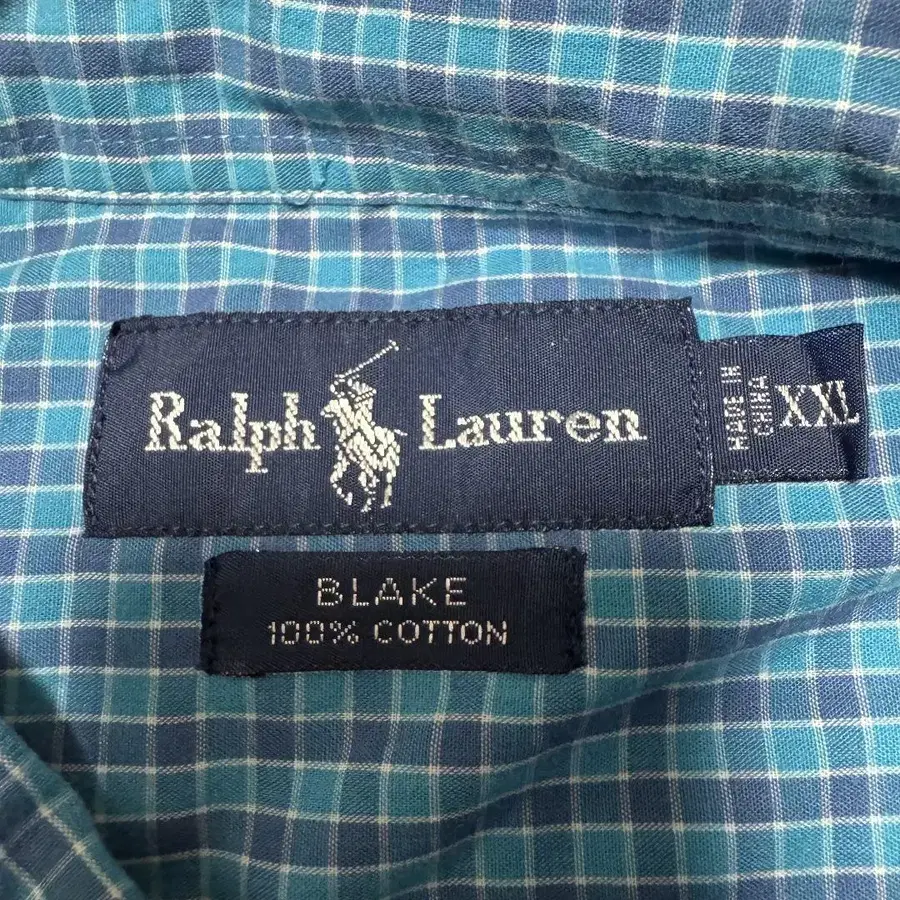 Ralph Lauren
MADE IN
CHINA
XXL
BLAKE
100% COTTON